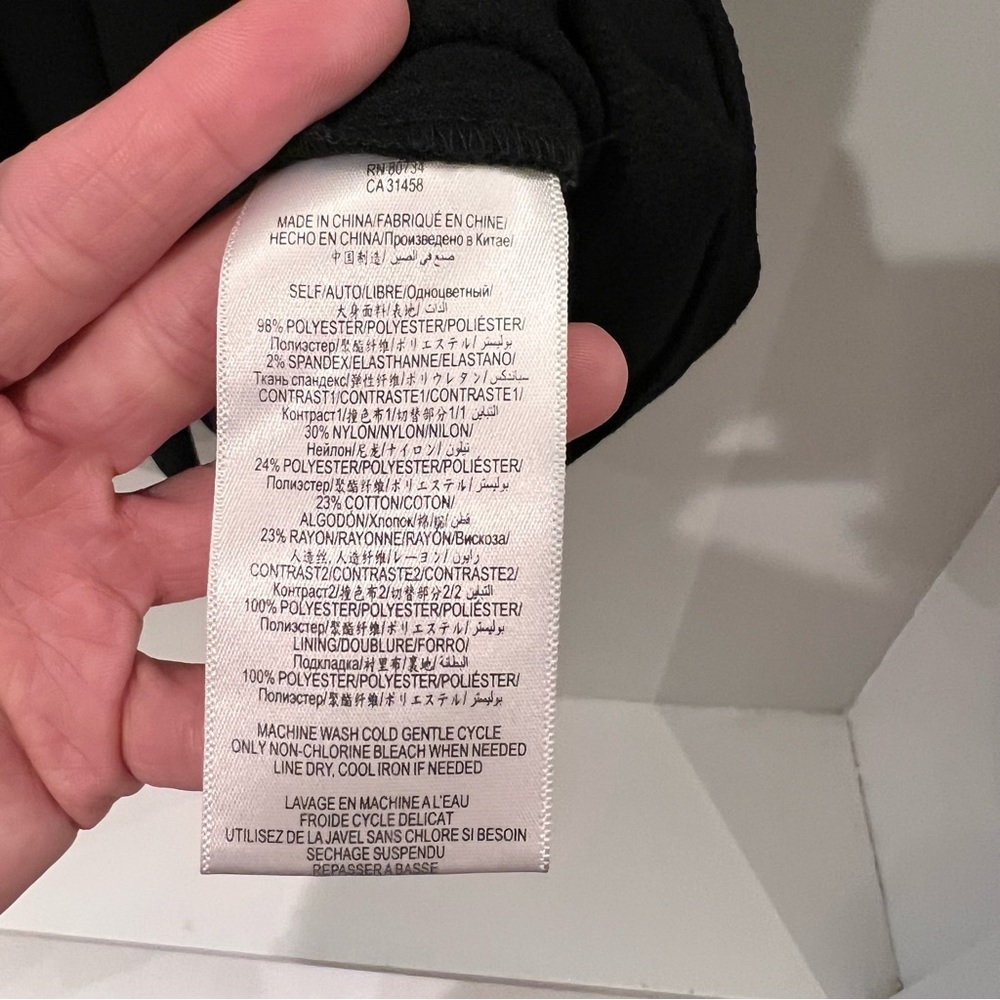 RN 80734
CA 31458
MADE IN CHINA/FABRIQUÉ EN CHINE/
HECHO EN CHINA/Произведено в Китае/
中国制造/ صنع في الصين
SELF/AUTO/LIBRE/Одноцветный/
大身面料/表地/ الذات
98% POLYESTER/POLYESTER/POLIÉSTER/
Полиэстер/聚酯纤维/ポリエステル/ بوليستر
2% SPANDEX/ELASTHANNE/ELASTANO/
Ткань спандекс/弹性纤维/ポリウレタン/ سباندكس
CONTRAST1/CONTRASTE1/CONTRASTE1/
Контраст1/撞色布1/切替部分1/1 التباين
30% NYLON/NYLON/NILON/
Нейлон/尼龙/ナイロン/ نيلون
24% POLYESTER/POLYESTER/POLIÉSTER/
Полиэстер/聚酯纤维/ポリエステル/ بوليستر
23% COTTON/COTON/
ALGODÓN/Хлопок/棉/綿/ قطن
23% RAYON/RAYONNE/RAYÓN/Вискоза/
人造丝, 人造纤维/レーヨン/ رايون
CONTRAST2/CONTRASTE2/CONTRASTE2/
Контраст2/撞色布2/切替部分2/2 التباين
100% POLYESTER/POLYESTER/POLIÉSTER/
Полиэстер/聚酯纤维/ポリエステル/ بوليستر
LINING/DOUBLURE/FORRO/
Подкладка/衬里布/裏地/ البطانة
100% POLYESTER/POLYESTER/POLIÉSTER/
Полиэстер/聚酯纤维/ポリエステル/ بوليستر
MACHINE WASH COLD GENTLE CYCLE
ONLY NON-CHLORINE BLEACH WHEN NEEDED
LINE DRY, COOL IRON IF NEEDED
LAVAGE EN MACHINE A L'EAU
FROIDE CYCLE DELICAT
UTILISEZ DE LA JAVEL SANS CHLORE SI BESOIN
SECHAGE SUSPENDU
REPASSER A BASSE